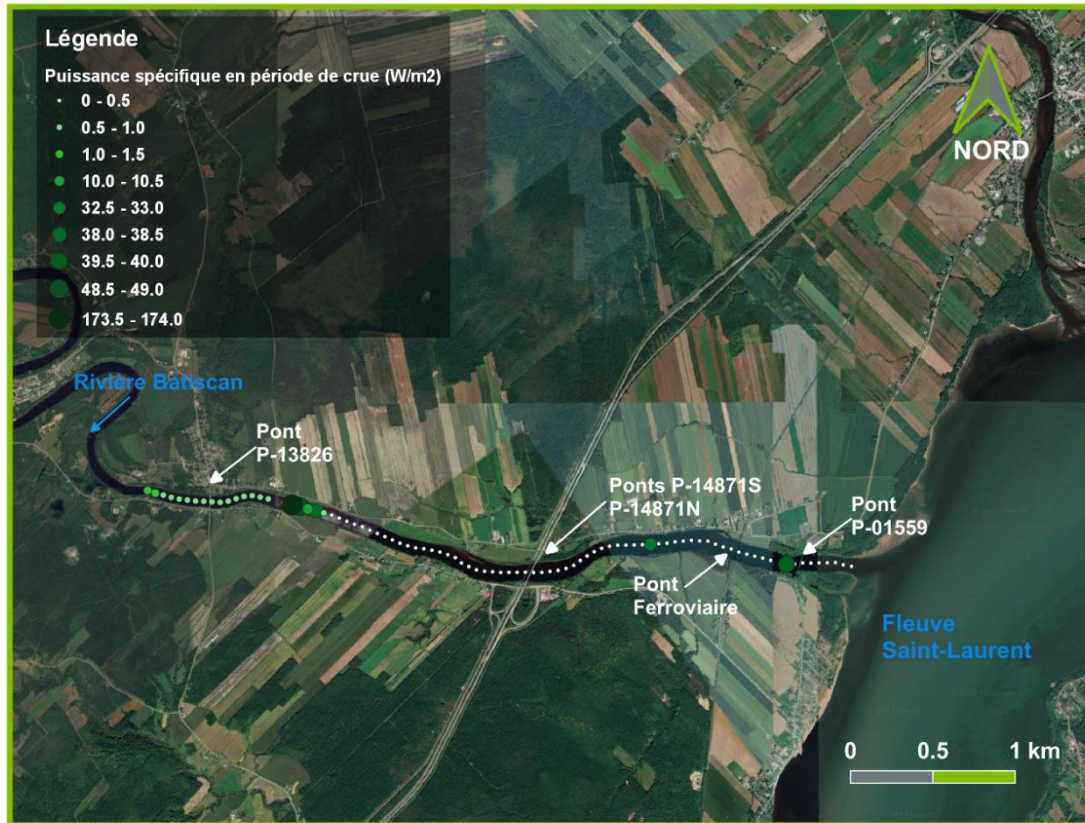 Légende
Puissance spécifique en période de crue (W/m2)
0 - 0.5
0.5 - 1.0
1.0 - 1.5
10.0 - 10.5
32.5 - 33.0
38.0 - 38.5
39.5 - 40.0
48.5 - 49.0
173.5 - 174.0
NORD
Rivière Batiscan
Pont
P-13826
Ponts P-14871S
P-14871N
Pont
P-01559
Pont
Ferroviaire
Fleuve
Saint-Laurent
0 0.5 1 km